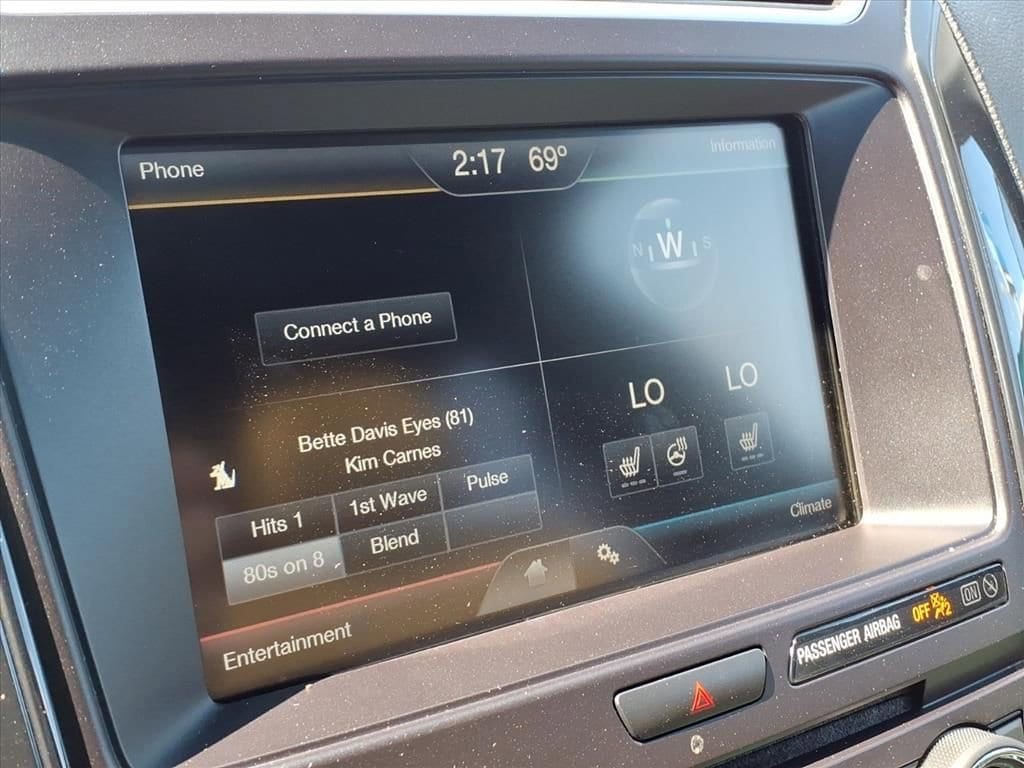 Phone
2:17 69°
Information
N W S
Connect a Phone
LO
LO
Bette Davis Eyes (81)
Kim Carnes
Hits 1
1st Wave
Pulse
80s on 8
Blend
Climate
Entertainment
PASSENGER AIRBAG OFF 2 ON